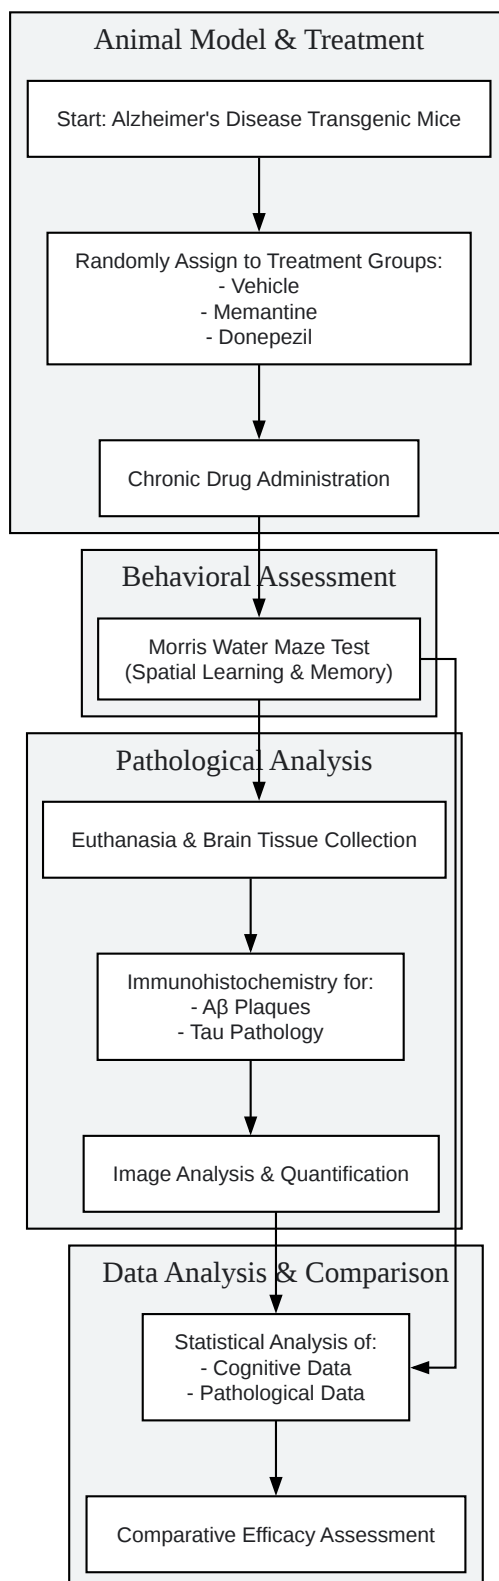 Animal Model & Treatment
Start: Alzheimer's Disease Transgenic Mice
Randomly Assign to Treatment Groups:
- Vehicle
- Memantine
- Donepezil
Chronic Drug Administration
Behavioral Assessment
Morris Water Maze Test
(Spatial Learning & Memory)
Pathological Analysis
Euthanasia & Brain Tissue Collection
Immunohistochemistry for:
- Aβ Plaques
- Tau Pathology
Image Analysis & Quantification
Data Analysis & Comparison
Statistical Analysis of:
- Cognitive Data
- Pathological Data
Comparative Efficacy Assessment